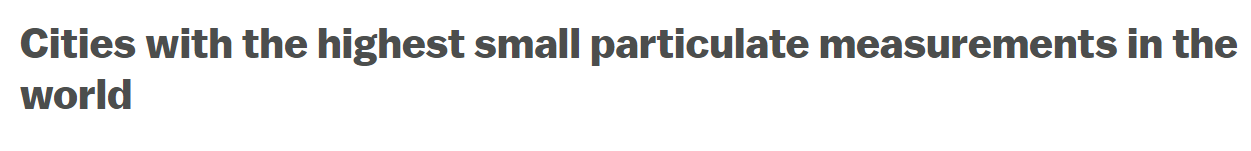 Cities with the highest small particulate measurements in the
world